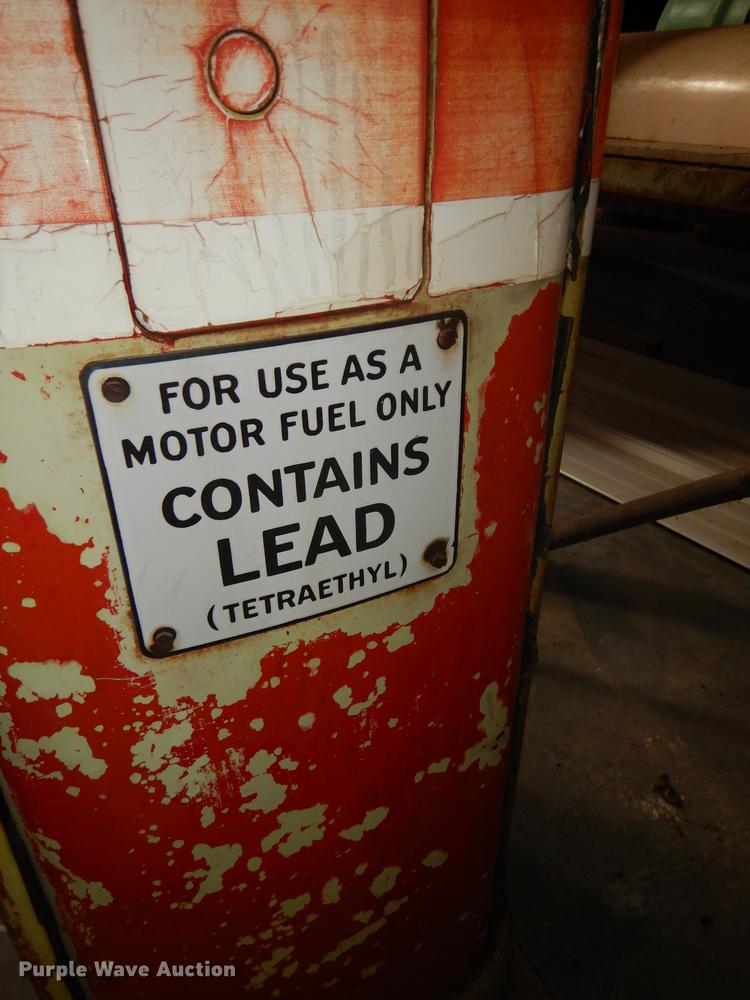 FOR USE AS A
MOTOR FUEL ONLY
CONTAINS
LEAD
(TETRAETHYL)
Purple Wave Auction